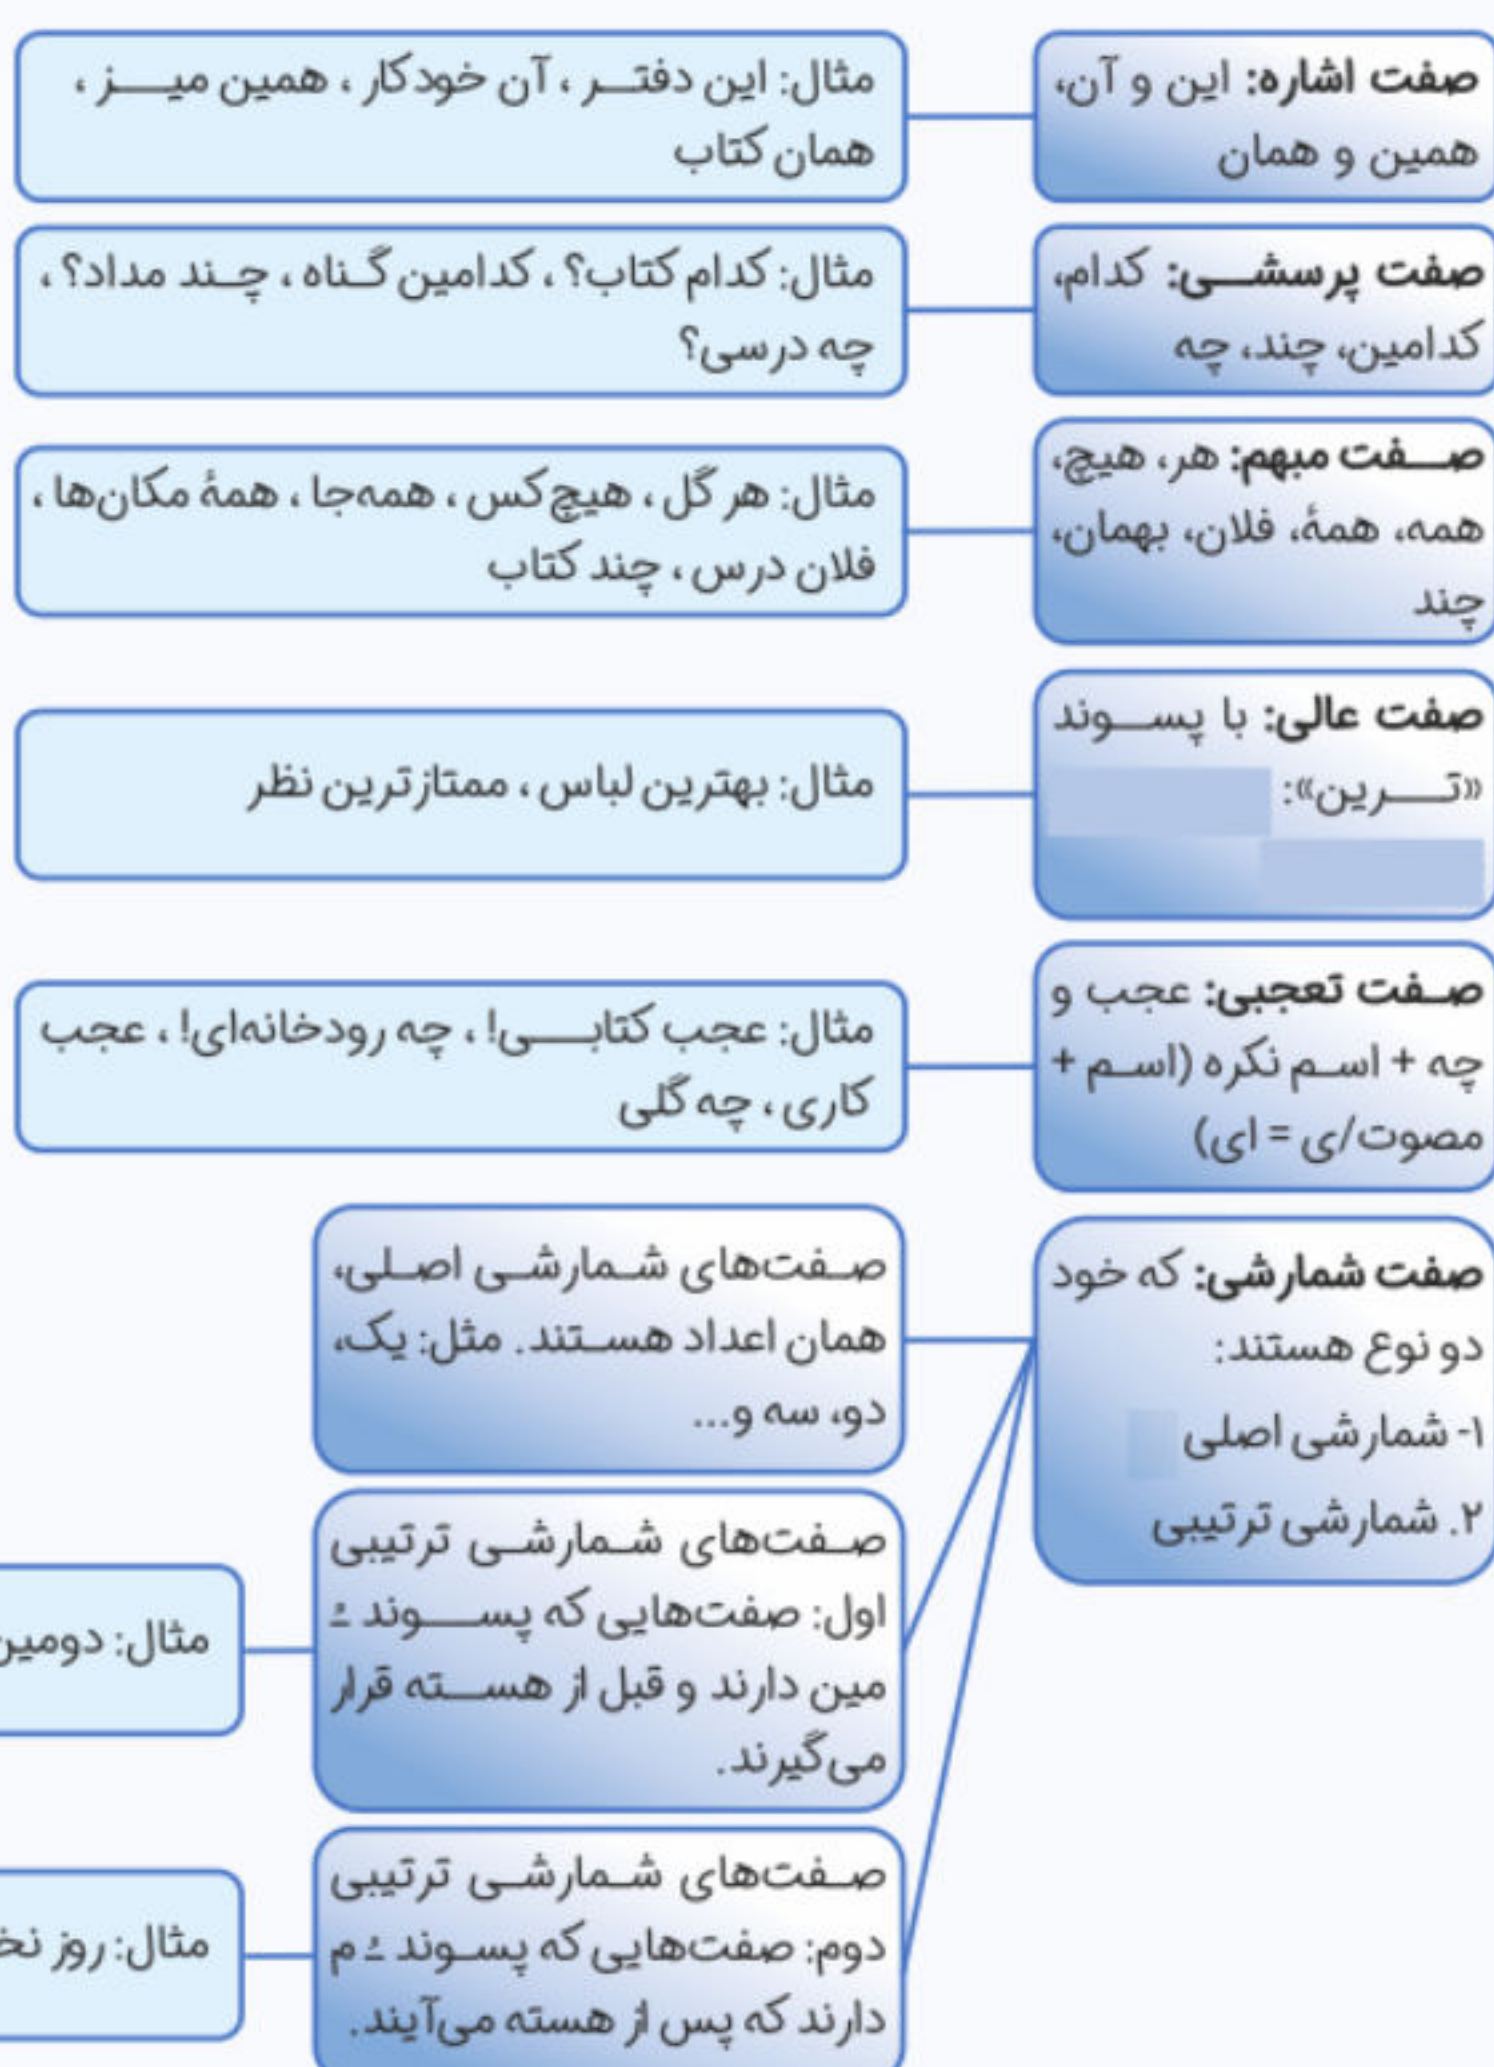 صفت اشاره: این و آن،
همین و همان
مثال: این دفتر ، آن خودکار ، همین میز ،
همان کتاب
صفت پرسشی: کدام،
کدامین، چند، چه
مثال: کدام کتاب؟ ، کدامین گناه ، چند مداد؟ ،
چه درسی؟
صفت مبهم: هر، هیچ،
همه، همهٔ، فلان، بهمان،
چند
مثال: هر گل ، هیچ‌کس ، همه‌جا ، همهٔ مکان‌ها ،
فلان درس ، چند کتاب
صفت عالی: با پسوند
«ترین»:
مثال: بهترین لباس ، ممتازترین نظر
صفت تعجبی: عجب و
چه + اسم نکره (اسم +
مصوت/ی = ای)
مثال: عجب کتابی! ، چه رودخانه‌ای! ، عجب
کاری ، چه گلی
صفت شمارشی: که خود
دو نوع هستند:
۱- شمارشی اصلی
۲. شمارشی ترتیبی
صفت‌های شمارشی اصلی،
همان اعداد هستند. مثل: یک،
دو، سه و...
صفت‌های شمارشی ترتیبی
اول: صفت‌هایی که پسوند ـُ
مین دارند و قبل از هسته قرار
می‌گیرند.
مثال: دومین
صفت‌های شمارشی ترتیبی
دوم: صفت‌هایی که پسوند ـُ م
دارند که پس از هسته می‌آیند.
مثال: روز